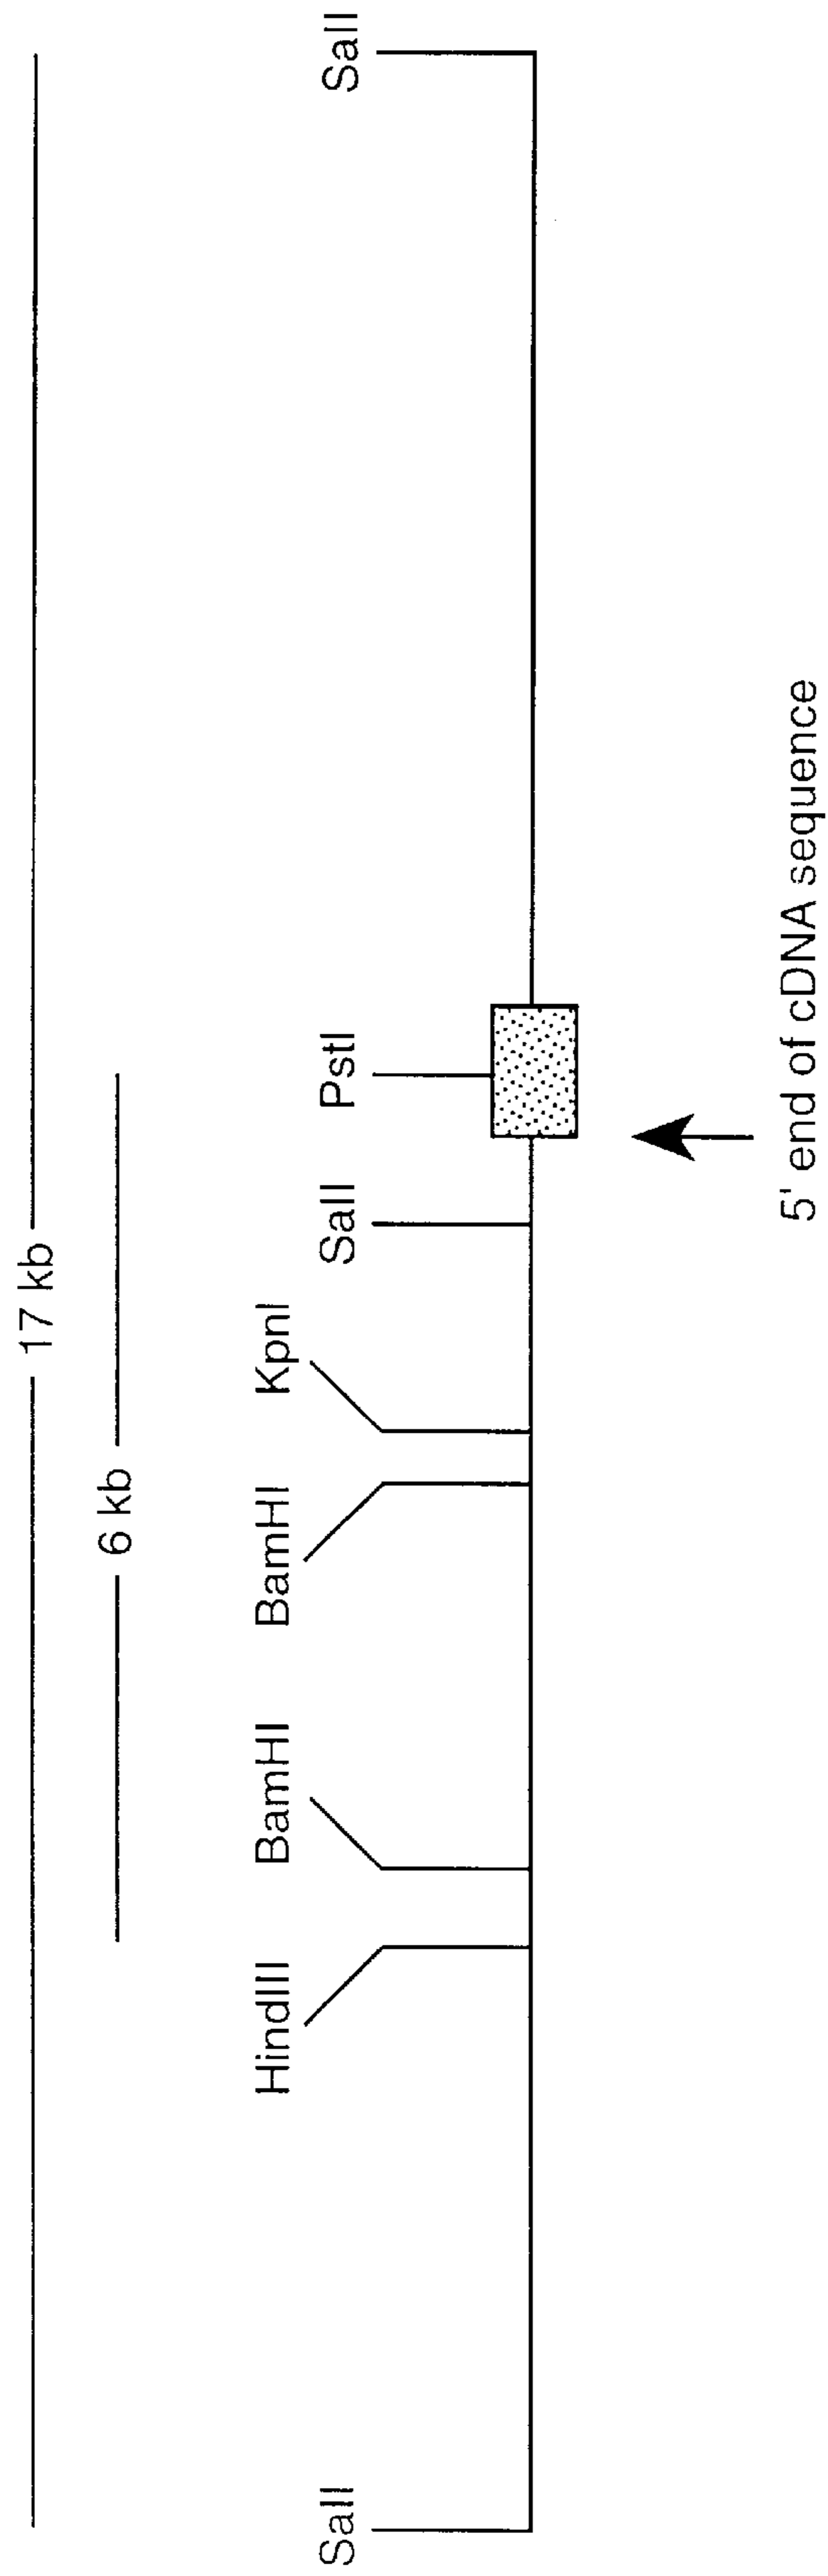 17 kb
6 kb
SalI
HindIII
BamHI
BamHI
KpnI
SalI
PstI
SalI
5' end of cDNA sequence